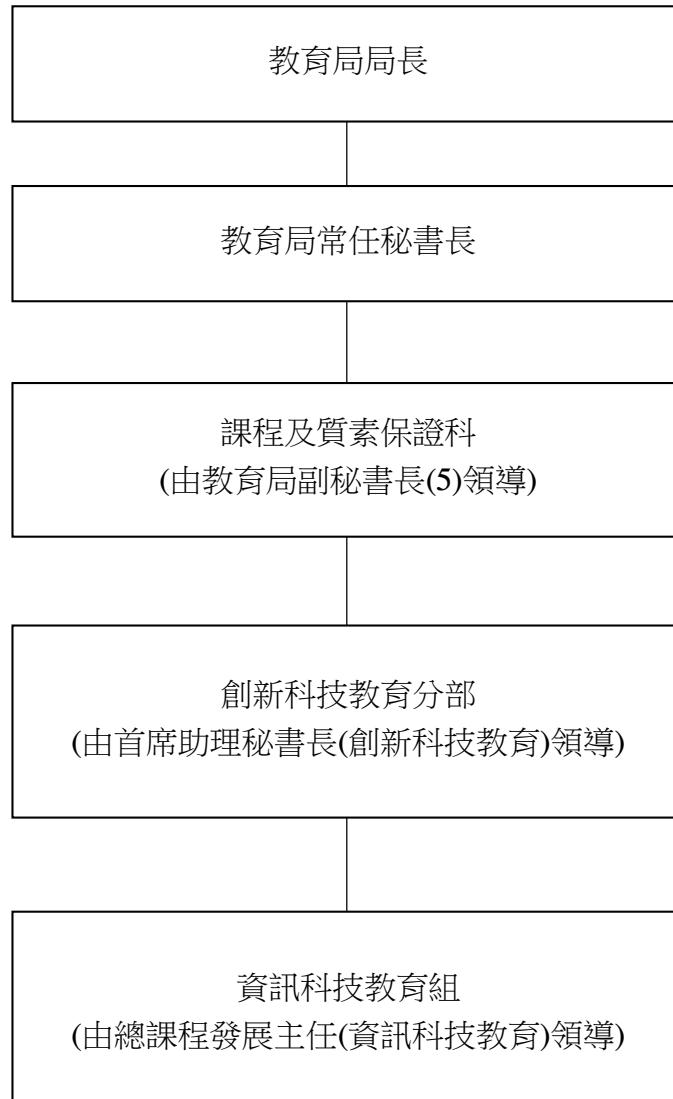 教育局局長
教育局常任秘書長
課程及質素保證科
(由教育局副秘書長(5)領導)
創新科技教育分部
(由首席助理秘書長(創新科技教育)領導)
資訊科技教育組
(由總課程發展主任(資訊科技教育)領導)